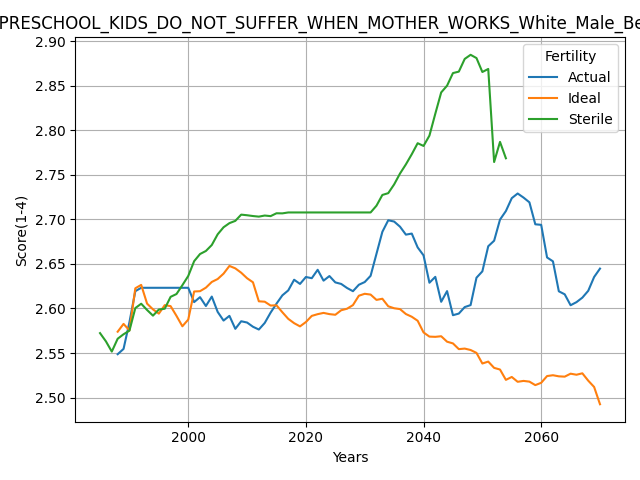 PRESCHOOL_KIDS_DO_NOT_SUFFER_WHEN_MOTHER_WORKS_White_Male_Be
2.90
2.85
2.80
2.75
2.70
2.65
2.60
2.55
2.50
Score(1-4)
Fertility
Actual
Ideal
Sterile
2000
2020
2040
2060
Years